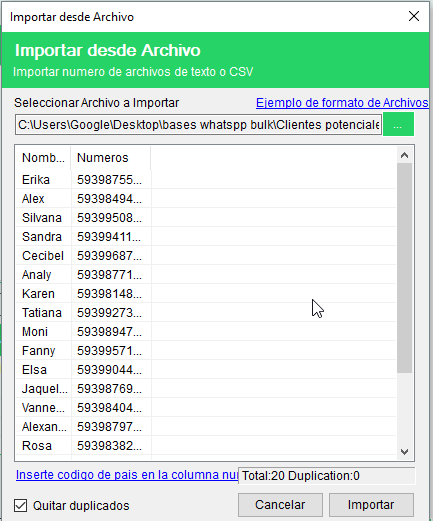 Importar desde Archivo
Importar desde Archivo
Importar numero de archivos de texto o CSV
Seleccionar Archivo a Importar Ejemplo de formato de Archivos
C:\Users\Google\Desktop\bases whatspp bulk\Clientes potenciale ...
Nomb... Numeros
Erika 59398755...
Alex 59398494...
Silvana 59399508...
Sandra 59399411...
Cecibel 59399687...
Analy 59398771...
Karen 59398148...
Tatiana 59399273...
Moni 59398947...
Fanny 59399571...
Elsa 59399044...
Jaquel... 59398769...
Vanne... 59398404...
Alexan... 59398797...
Rosa 59398382...
Inserte codigo de pais en la columna nur Total:20 Duplication:0
Quitar duplicados Cancelar Importar